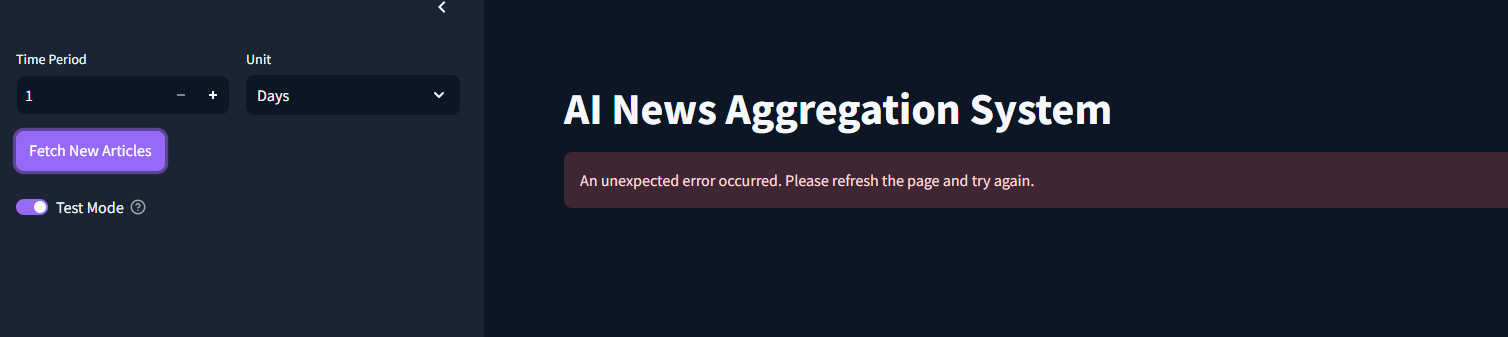 Time Period
Unit
1
Days
Fetch New Articles
Test Mode
AI News Aggregation System
An unexpected error occurred. Please refresh the page and try again.